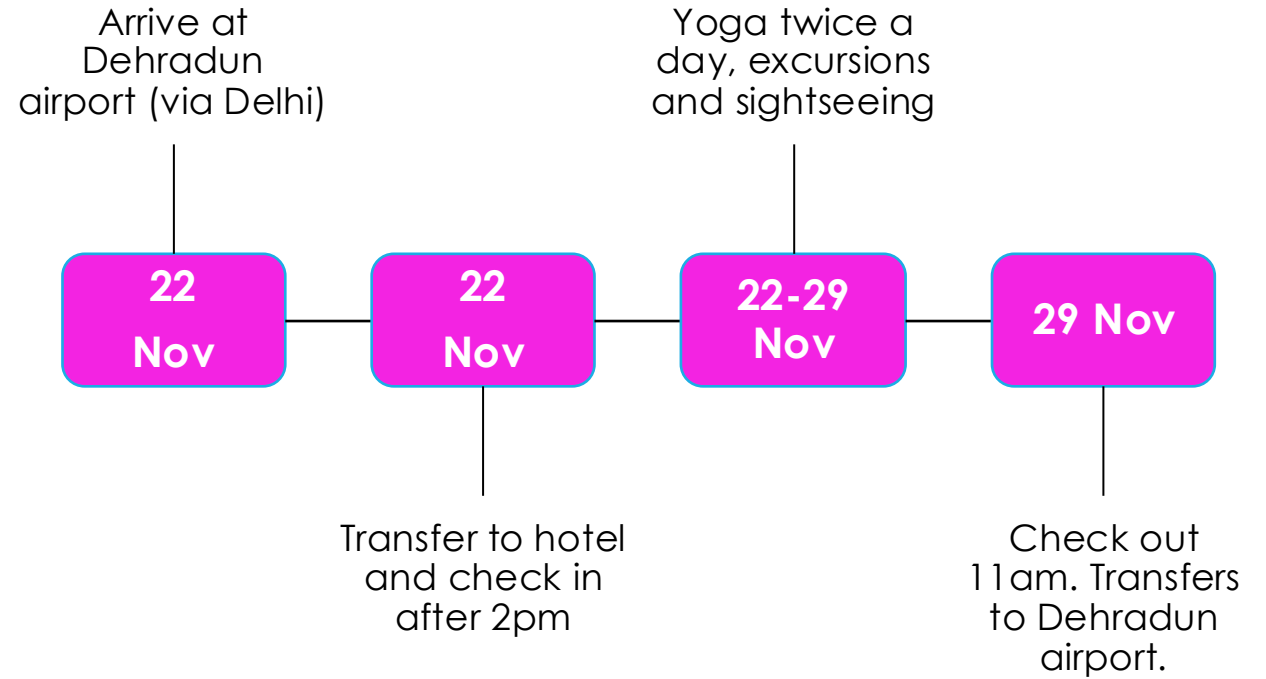 Arrive at
Dehradun
airport (via Delhi)
22
Nov
22
Nov
Transfer to hotel
and check in
after 2pm
Yoga twice a
day, excursions
and sightseeing
22-29
Nov
29 Nov
Check out
11am. Transfers
to Dehradun
airport.